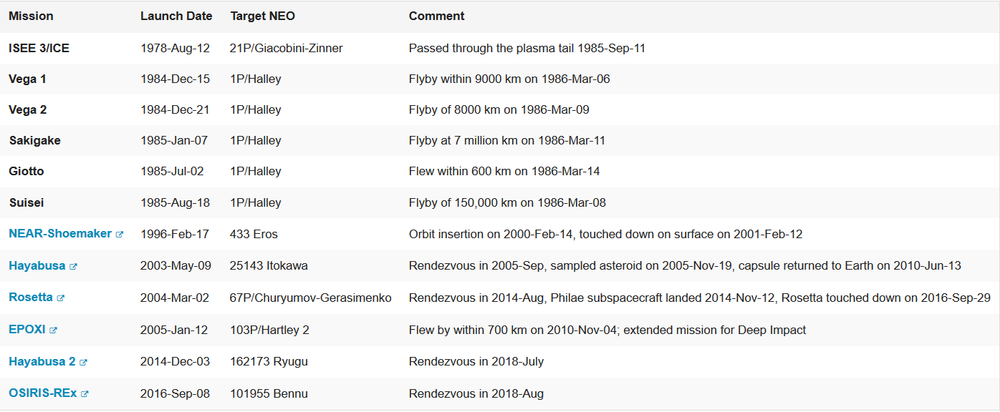 Mission Launch Date Target NEO Comment
ISEE 3/ICE 1978-Aug-12 21P/Giacobini-Zinner Passed through the plasma tail 1985-Sep-11
Vega 1 1984-Dec-15 1P/Halley Flyby within 9000 km on 1986-Mar-06
Vega 2 1984-Dec-21 1P/Halley Flyby of 8000 km on 1986-Mar-09
Sakigake 1985-Jan-07 1P/Halley Flyby at 7 million km on 1986-Mar-11
Giotto 1985-Jul-02 1P/Halley Flew within 600 km on 1986-Mar-14
Suisei 1985-Aug-18 1P/Halley Flyby of 150,000 km on 1986-Mar-08
NEAR-Shoemaker 1996-Feb-17 433 Eros Orbit insertion on 2000-Feb-14, touched down on surface on 2001-Feb-12
Hayabusa 2003-May-09 25143 Itokawa Rendezvous in 2005-Sep, sampled asteroid on 2005-Nov-19, capsule returned to Earth on 2010-Jun-13
Rosetta 2004-Mar-02 67P/Churyumov-Gerasimenko Rendezvous in 2014-Aug, Philae subspacecraft landed 2014-Nov-12, Rosetta touched down on 2016-Sep-29
EPOXI 2005-Jan-12 103P/Hartley 2 Flew by within 700 km on 2010-Nov-04; extended mission for Deep Impact
Hayabusa 2 2014-Dec-03 162173 Ryugu Rendezvous in 2018-July
OSIRIS-REx 2016-Sep-08 101955 Bennu Rendezvous in 2018-Aug